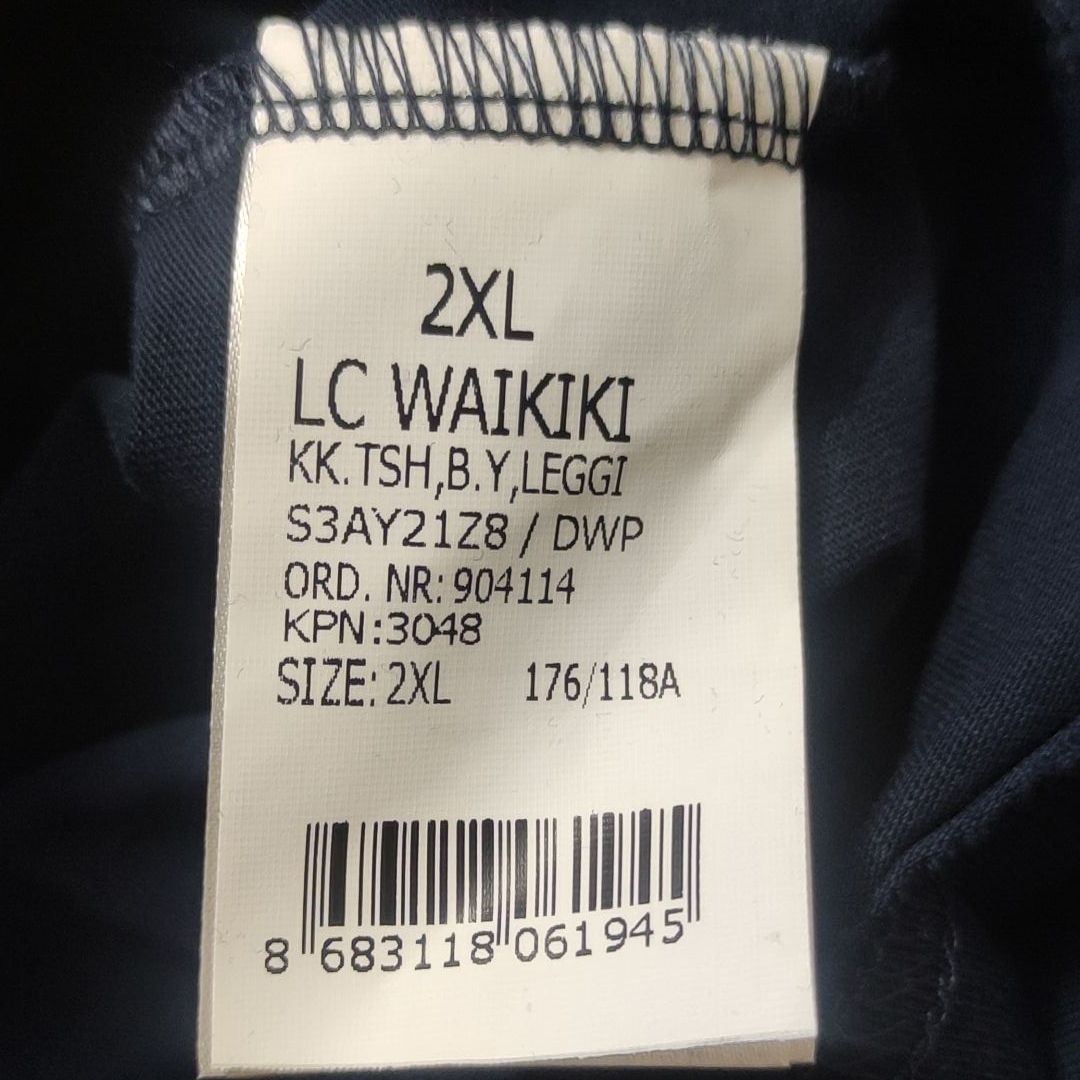 2XL
LC WAIKIKI
KK.TSH,B.Y,LEGGI
S3AY21Z8 / DWP
ORD. NR: 904114
KPN:3048
SIZE: 2XL 176/118A
8 683118 061945